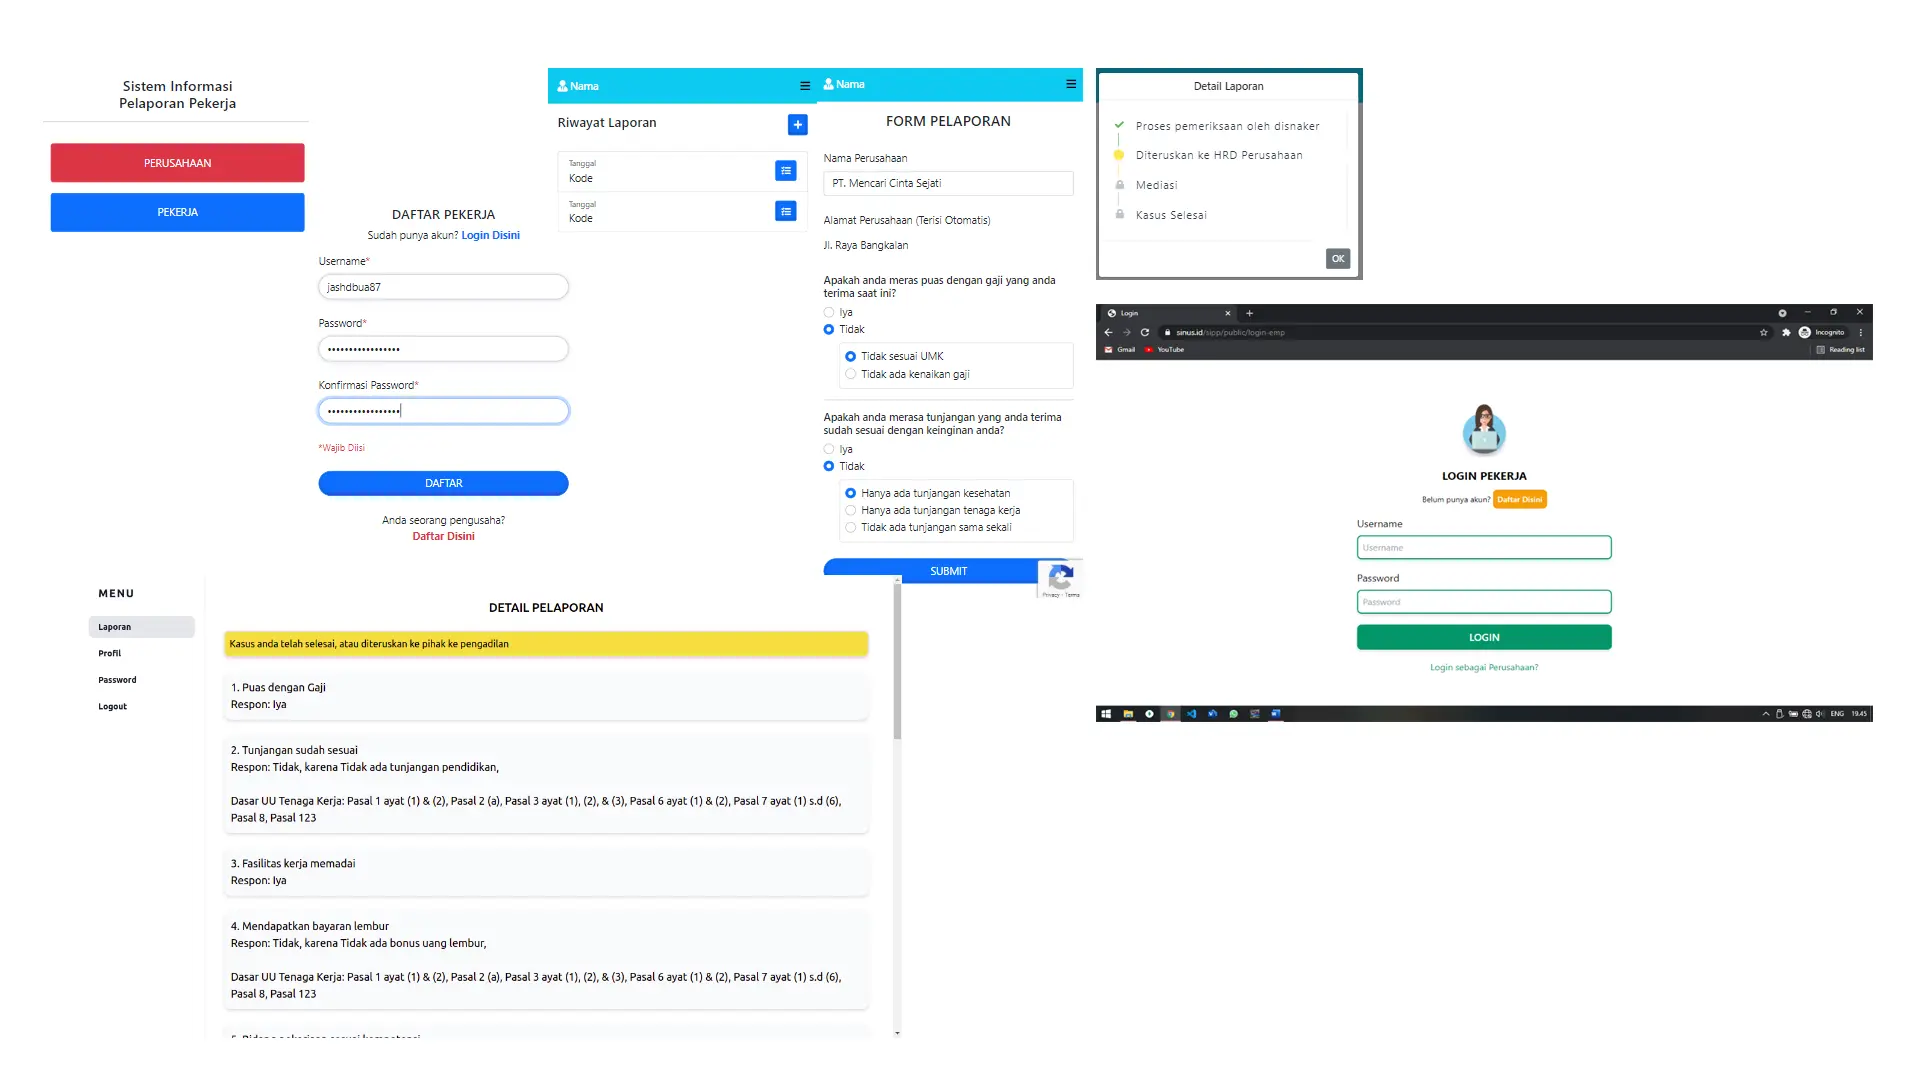 Sistem Informasi
Pelaporan Pekerja
PERUSAHAAN
PEKERJA
DAFTAR PEKERJA
Sudah punya akun? Login Disini
Username*
jashdbua87
Password*
Konfirmasi Password*
*Wajib Diisi
DAFTAR
Anda seorang pengusaha?
Daftar Disini
Nama
Riwayat Laporan
Tanggal
Kode
Tanggal
Kode
Nama
FORM PELAPORAN
Nama Perusahaan
PT. Mencari Cinta Sejati
Alamat Perusahaan (Terisi Otomatis)
Jl. Raya Bangkalan
Apakah anda meras puas dengan gaji yang anda
terima saat ini?
Iya
Tidak
Tidak sesuai UMK
Tidak ada kenaikan gaji
Apakah anda merasa tunjangan yang anda terima
sudah sesuai dengan keinginan anda?
Iya
Tidak
Hanya ada tunjangan kesehatan
Hanya ada tunjangan tenaga kerja
Tidak ada tunjangan sama sekali
SUBMIT
Privacy - Terms
Detail Laporan
Proses pemeriksaan oleh disnaker
Diteruskan ke HRD Perusahaan
Mediasi
Kasus Selesai
OK
Login
sinus.id/sipp/public/login-emp
Incognito
Gmail
YouTube
Reading list
LOGIN PEKERJA
Belum punya akun? Daftar Disini
Username
Username
Password
Password
LOGIN
Login sebagai Perusahaan?
ENG
19.45
MENU
Laporan
Profil
Password
Logout
DETAIL PELAPORAN
Kasus anda telah selesai, atau diteruskan ke pihak ke pengadilan
1. Puas dengan Gaji
Respon: Iya
2. Tunjangan sudah sesuai
Respon: Tidak, karena Tidak ada tunjangan pendidikan,
Dasar UU Tenaga Kerja: Pasal 1 ayat (1) & (2), Pasal 2 (a), Pasal 3 ayat (1), (2), & (3), Pasal 6 ayat (1) & (2), Pasal 7 ayat (1) s.d (6),
Pasal 8, Pasal 123
3. Fasilitas kerja memadai
Respon: Iya
4. Mendapatkan bayaran lembur
Respon: Tidak, karena Tidak ada bonus uang lembur,
Dasar UU Tenaga Kerja: Pasal 1 ayat (1) & (2), Pasal 2 (a), Pasal 3 ayat (1), (2), & (3), Pasal 6 ayat (1) & (2), Pasal 7 ayat (1) s.d (6),
Pasal 8, Pasal 123